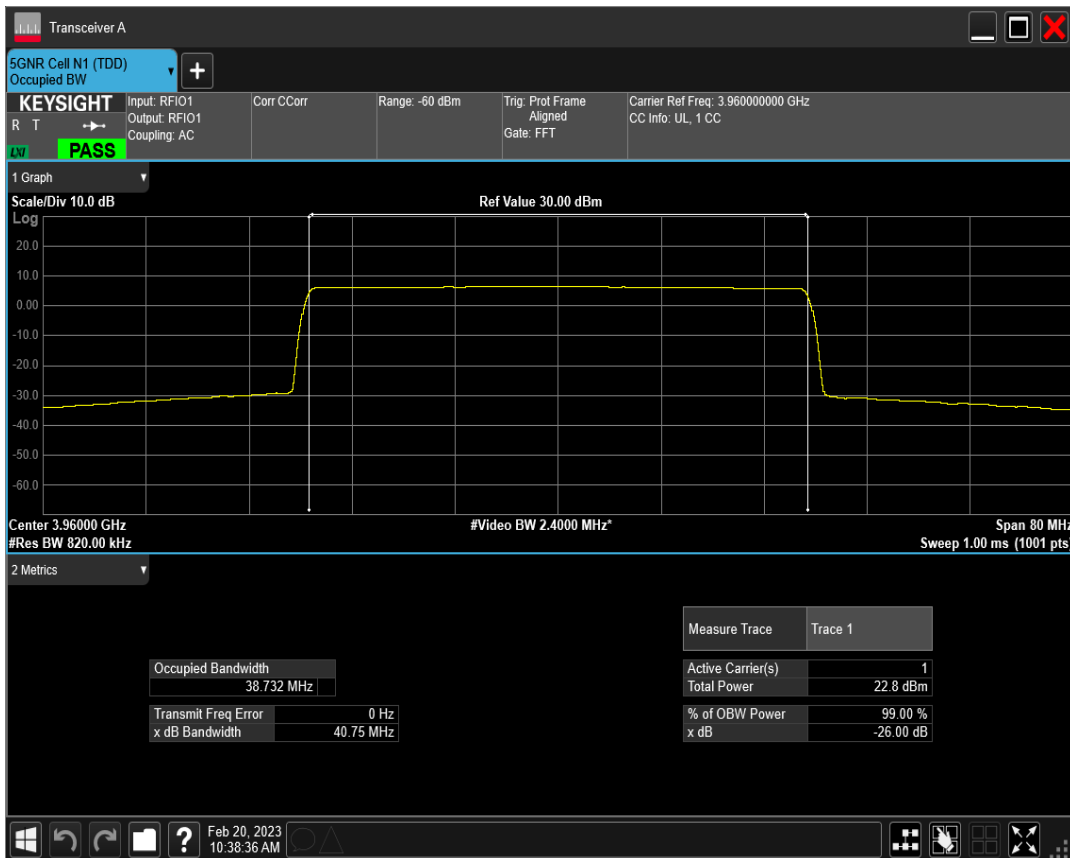 Transceiver A
5GNR Cell N1 (TDD)
Occupied BW
+
KEYSIGHT
R T
LXI
PASS
Input: RFIO1
Output: RFIO1
Coupling: AC
Corr CCorr
Range: -60 dBm
Trig: Prot Frame
Aligned
Gate: FFT
Carrier Ref Freq: 3.960000000 GHz
CC Info: UL, 1 CC
1 Graph
Scale/Div 10.0 dB
Ref Value 30.00 dBm
Log
20.0
10.0
0.00
-10.0
-20.0
-30.0
-40.0
-50.0
-60.0
Center 3.96000 GHz
#Video BW 2.4000 MHz*
Span 80 MHz
#Res BW 820.00 kHz
Sweep 1.00 ms (1001 pts)
2 Metrics
Measure Trace Trace 1
Occupied Bandwidth
38.732 MHz
Transmit Freq Error 0 Hz
x dB Bandwidth 40.75 MHz
Active Carrier(s) 1
Total Power 22.8 dBm
% of OBW Power 99.00 %
x dB -26.00 dB
?
Feb 20, 2023
10:38:36 AM